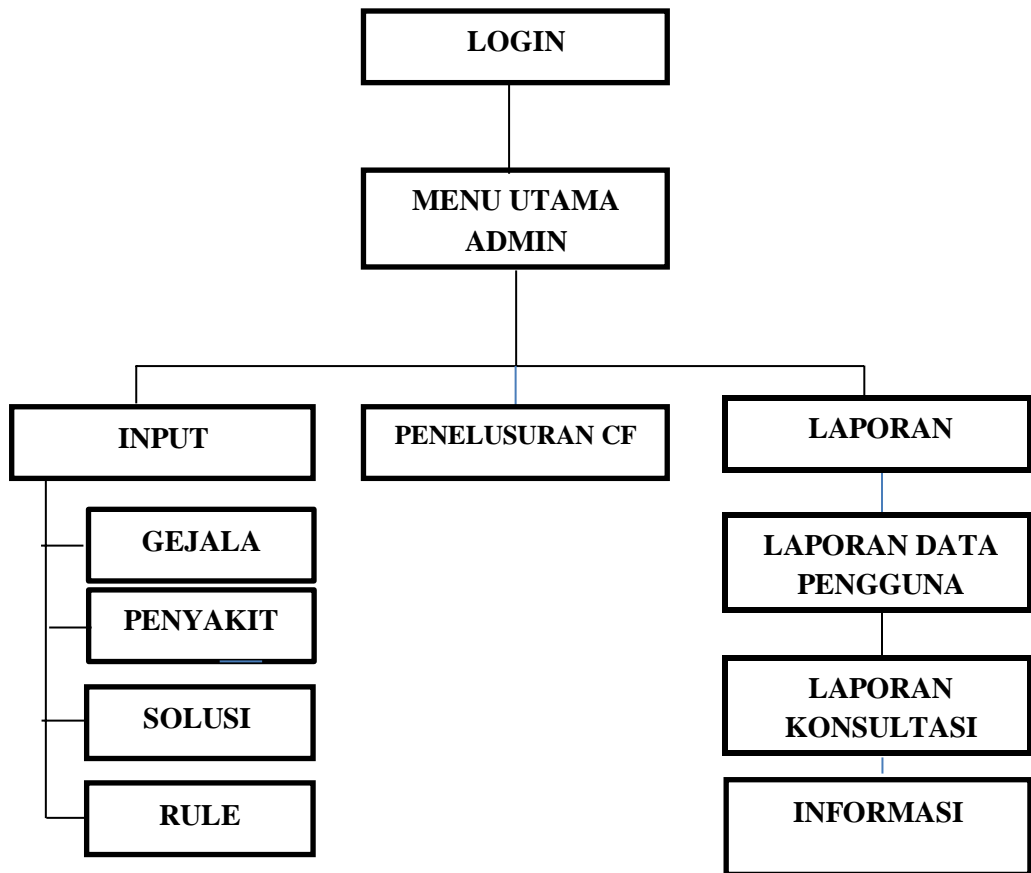 LOGIN
MENU UTAMA
ADMIN
INPUT
PENELUSURAN CF
LAPORAN
GEJALA
PENYAKIT
SOLUSI
RULE
LAPORAN DATA
PENGGUNA
LAPORAN
KONSULTASI
INFORMASI